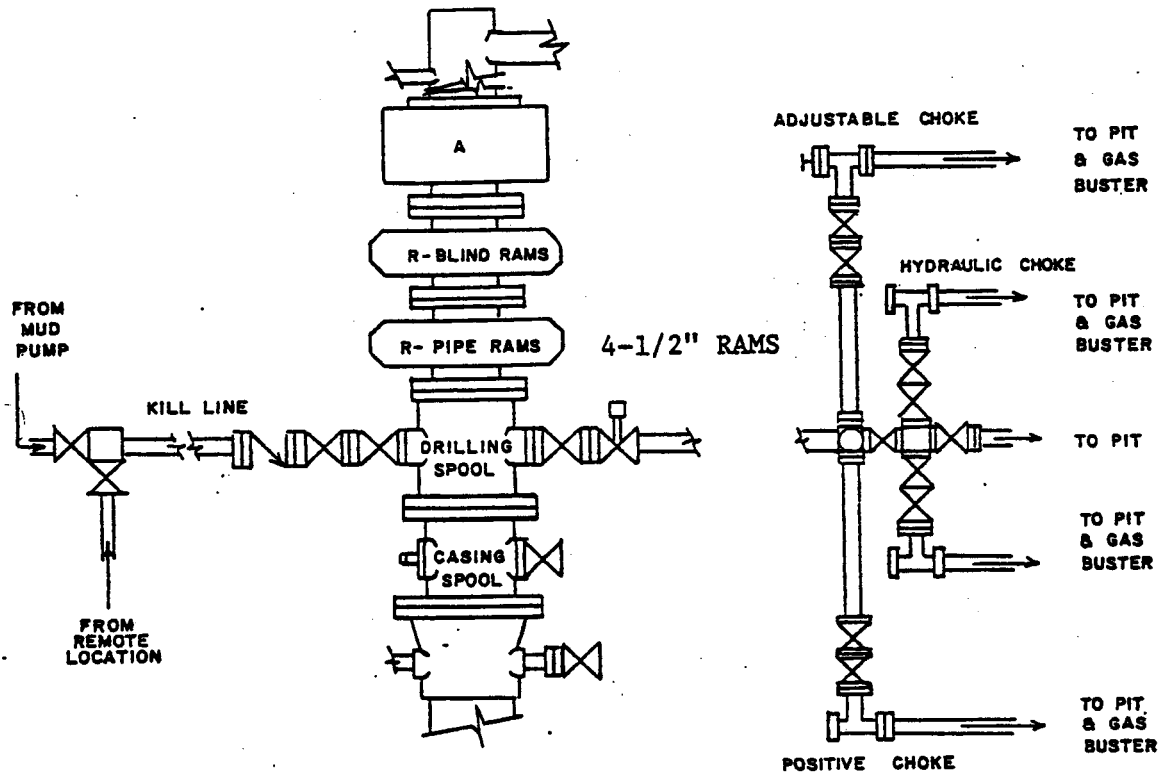 A
R-BLIND RAMS
R- PIPE RAMS
4-1/2" RAMS
FROM
MUD
PUMP
KILL LINE
DRILLING
SPOOL
CASING
SPOOL
FROM
REMOTE
LOCATION
ADJUSTABLE CHOKE
TO PIT
& GAS
BUSTER
HYDRAULIC CHOKE
TO PIT
& GAS
BUSTER
TO PIT
TO PIT
& GAS
BUSTER
TO PIT
& GAS
BUSTER
POSITIVE CHOKE